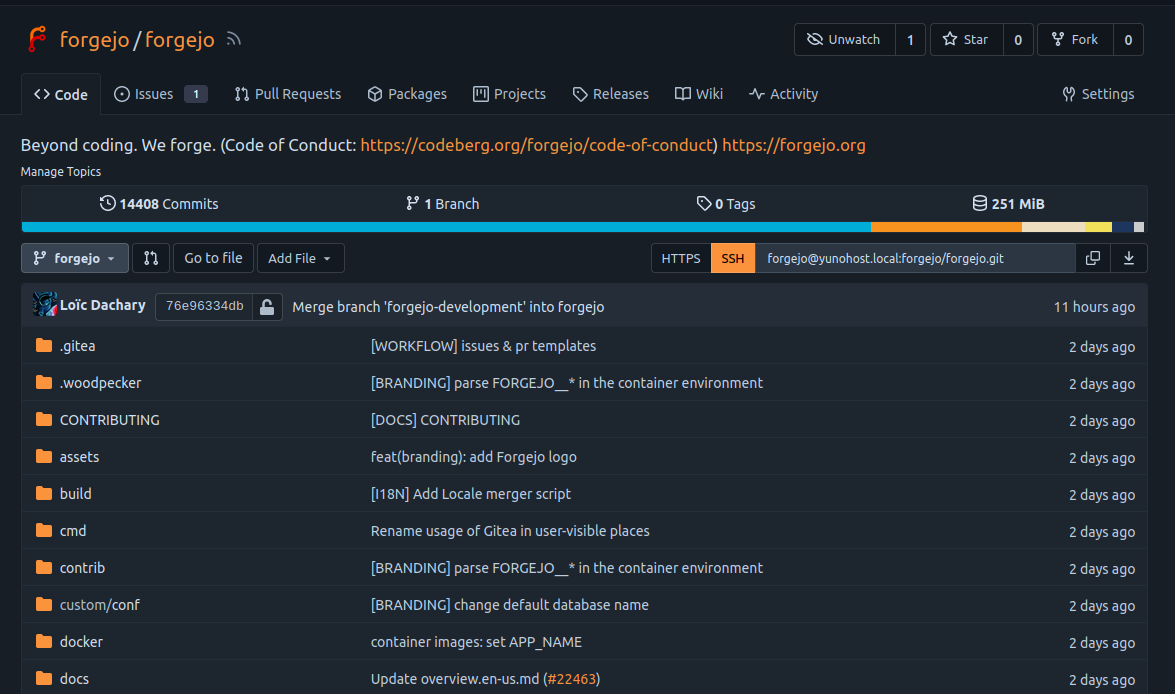 forgejo/forgejo Unwatch 1 Star 0 Fork 0
Code Issues 1 Pull Requests Packages Projects Releases Wiki Activity Settings
Beyond coding. We forge. (Code of Conduct: https://codeberg.org/forgejo/code-of-conduct) https://forgejo.org
Manage Topics
14408 Commits 1 Branch 0 Tags 251 MiB
forgejo Go to file Add File HTTPS SSH forgejo@yunohost.local:forgejo/forgejo.git
Loïc Dachary 76e96334db Merge branch 'forgejo-development' into forgejo 11 hours ago
.gitea [WORKFLOW] issues & pr templates 2 days ago
.woodpecker [BRANDING] parse FORGEJO__* in the container environment 2 days ago
CONTRIBUTING [DOCS] CONTRIBUTING 2 days ago
assets feat(branding): add Forgejo logo 2 days ago
build [I18N] Add Locale merger script 2 days ago
cmd Rename usage of Gitea in user-visible places 2 days ago
contrib [BRANDING] parse FORGEJO__* in the container environment 2 days ago
custom/conf [BRANDING] change default database name 2 days ago
docker container images: set APP_NAME 2 days ago
docs Update overview.en-us.md (#22463) 2 days ago